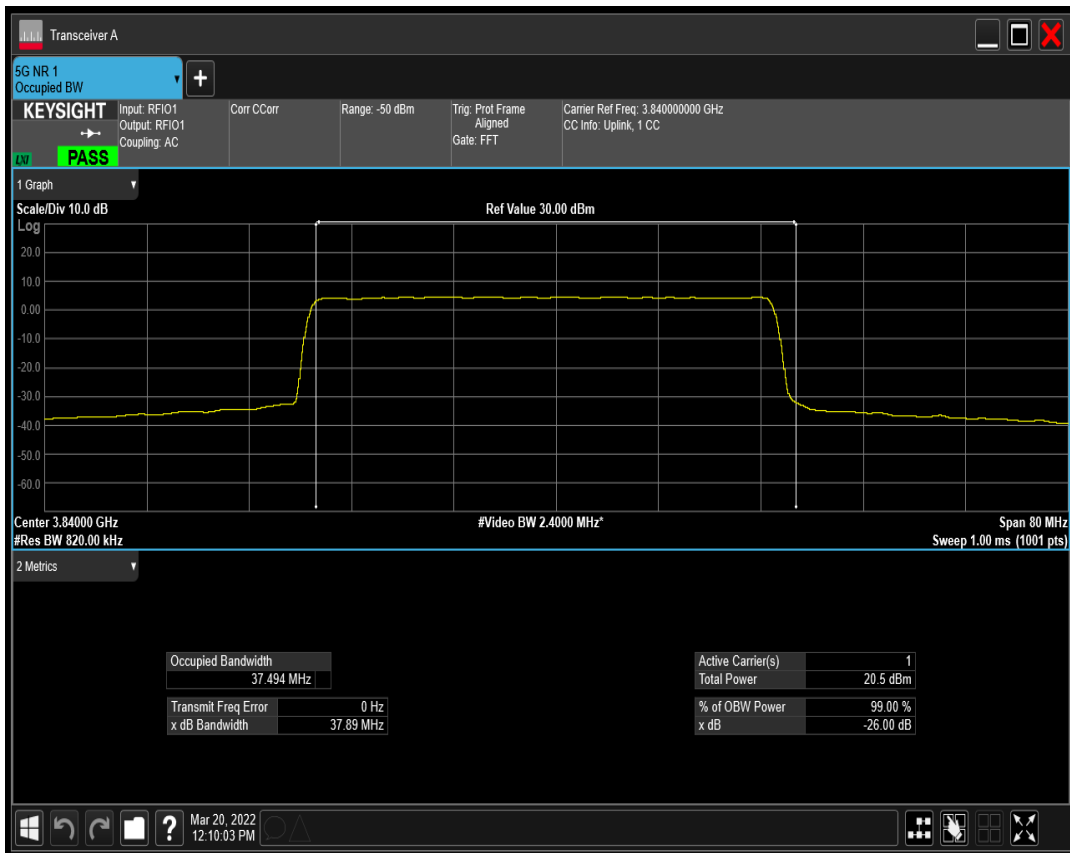 Transceiver A
5G NR 1
Occupied BW
KEYSIGHT
LXI
PASS
Input: RFIO1
Output: RFIO1
Coupling: AC
Corr CCorr
Range: -50 dBm
Trig: Prot Frame
Aligned
Gate: FFT
Carrier Ref Freq: 3.840000000 GHz
CC Info: Uplink, 1 CC
1 Graph
Scale/Div 10.0 dB
Ref Value 30.00 dBm
Log
20.0
10.0
0.00
-10.0
-20.0
-30.0
-40.0
-50.0
-60.0
Center 3.84000 GHz
#Video BW 2.4000 MHz*
Span 80 MHz
#Res BW 820.00 kHz
Sweep 1.00 ms (1001 pts)
2 Metrics
Occupied Bandwidth
37.494 MHz
Transmit Freq Error 0 Hz
x dB Bandwidth 37.89 MHz
Active Carrier(s) 1
Total Power 20.5 dBm
% of OBW Power 99.00 %
x dB -26.00 dB
?
Mar 20, 2022
12:10:03 PM